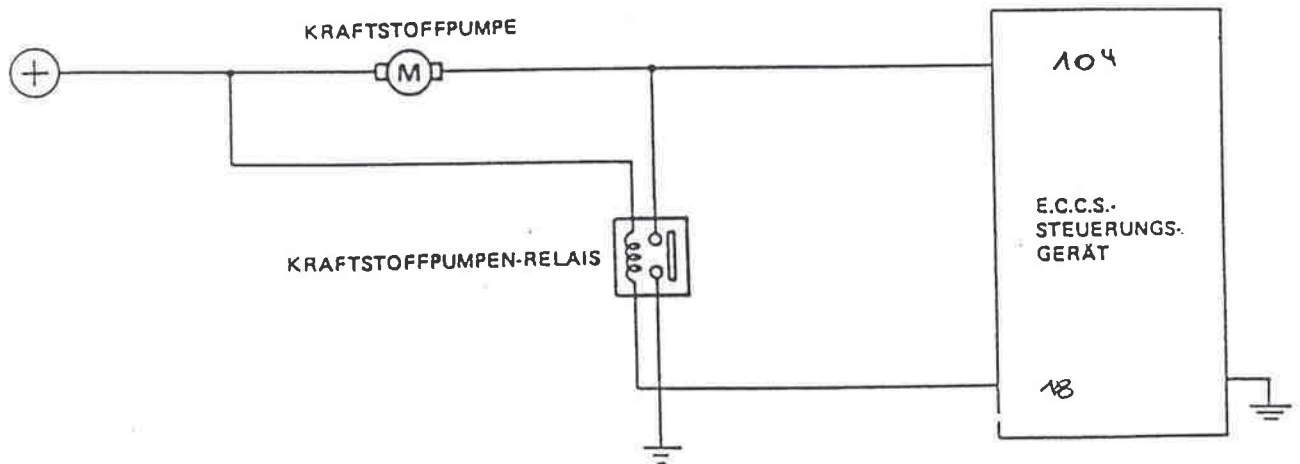 KRAFTSTOFFPUMPE
+
M
104
E.C.C.S.-
STEUERUNGS-
GERÄT
KRAFTSTOFFPUMPEN-RELAIS
18